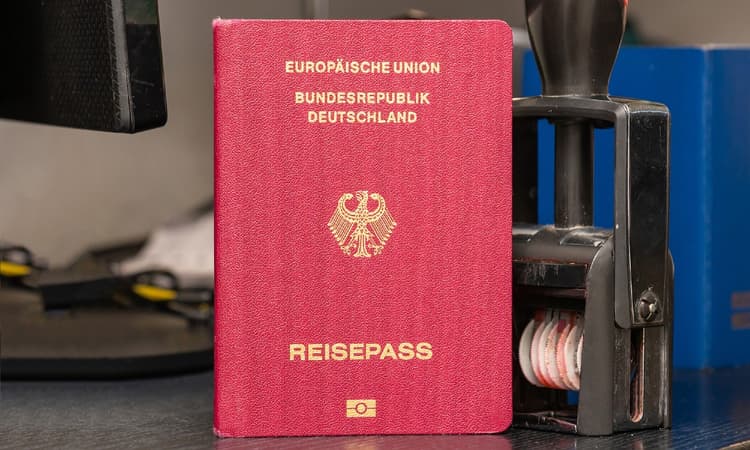 EUROPÄISCHE UNION
BUNDESREPUBLIK
DEUTSCHLAND
REISEPASS